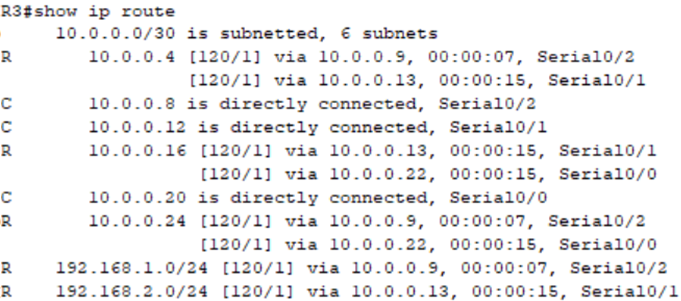 R3#show ip route
10.0.0.0/30 is subnetted, 6 subnets
R 10.0.0.4 [120/1] via 10.0.0.9, 00:00:07, Serial0/2
[120/1] via 10.0.0.13, 00:00:15, Serial0/1
C 10.0.0.8 is directly connected, Serial0/2
C 10.0.0.12 is directly connected, Serial0/1
R 10.0.0.16 [120/1] via 10.0.0.13, 00:00:15, Serial0/1
[120/1] via 10.0.0.22, 00:00:15, Serial0/0
C 10.0.0.20 is directly connected, Serial0/0
R 10.0.0.24 [120/1] via 10.0.0.9, 00:00:07, Serial0/2
[120/1] via 10.0.0.22, 00:00:15, Serial0/0
R 192.168.1.0/24 [120/1] via 10.0.0.9, 00:00:07, Serial0/2
R 192.168.2.0/24 [120/1] via 10.0.0.13, 00:00:15, Serial0/1